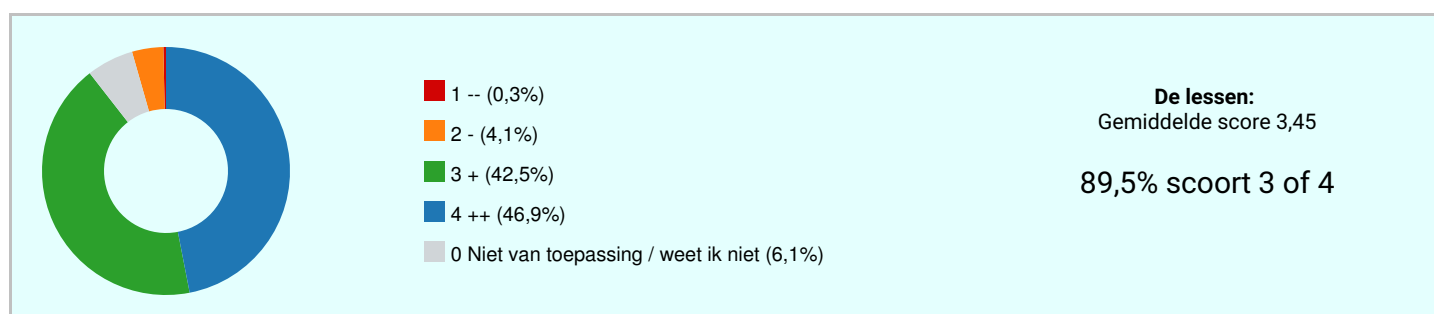 1 -- (0,3%)
2 - (4,1%)
3 + (42,5%)
4 ++ (46,9%)
0 Niet van toepassing / weet ik niet (6,1%)
De lessen:
Gemiddelde score 3,45
89,5% scoort 3 of 4